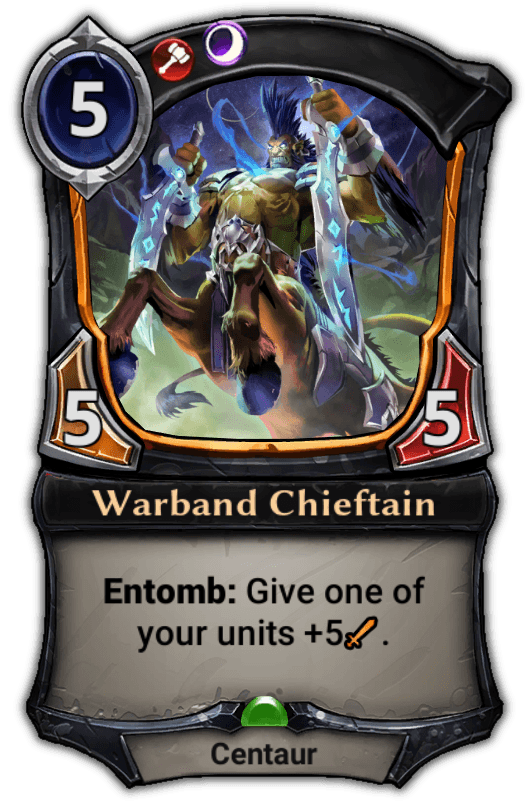 5
5
5
Warband Chieftain
Entomb: Give one of
your units +5.
Centaur